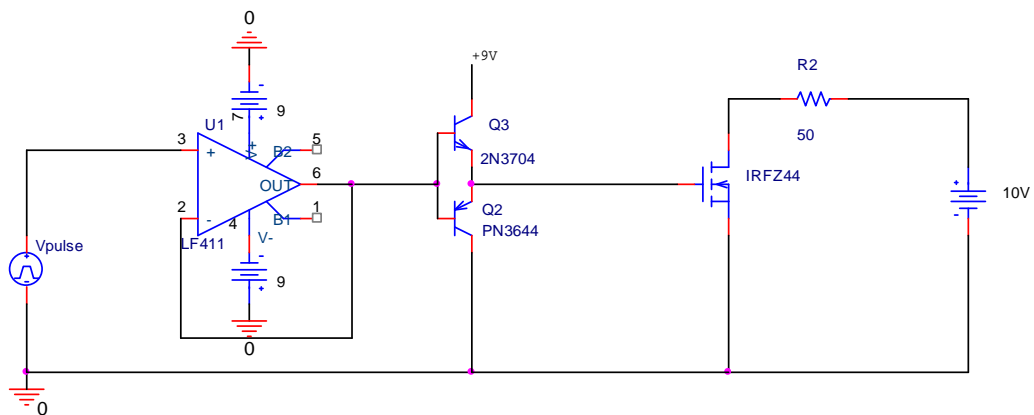 0
+9V
R2
-
9
+
7
U1
Q3
5
3
+
V+
B2
50
2N3704
6
OUT
IRFZ44
+
10V
-
2
-
4
B1
1
Q2
LF411
V-
PN3644
Vpulse
+
-
-
9
+
0
0